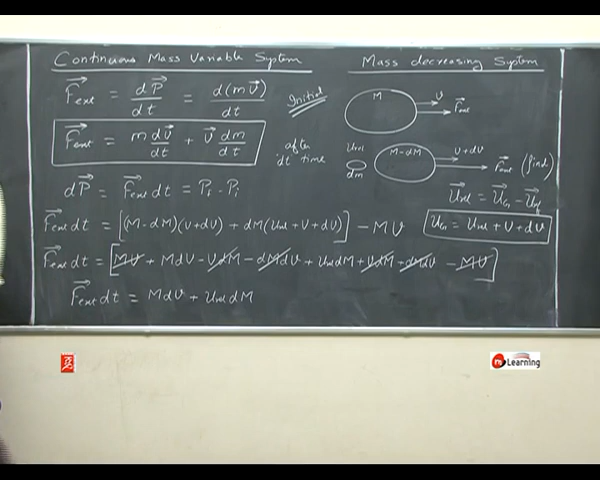 Continuous Mass Variable System
F⃗ext = dP⃗/dt = d(mv⃗)/dt
F⃗ext = m dv⃗/dt + v⃗ dm/dt
dP⃗ = F⃗ext dt = Pf - Pi
F⃗ext dt = [(M-dM)(v+dv) + dM(Urel+v+dv)] - Mv
F⃗ext dt = [Mv + Mdv - vdM - dMdv + UreldM + vdM + dMdv - Mv]
F⃗ext dt = Mdv + UreldM
Initial
after
'dt' time
Mass decreasing System
M
v
F⃗ext
Urel
dm
M-dM
v+dv
F⃗ext (find)
U⃗rel = U⃗G -
UG = Urel + v + dv
Learning